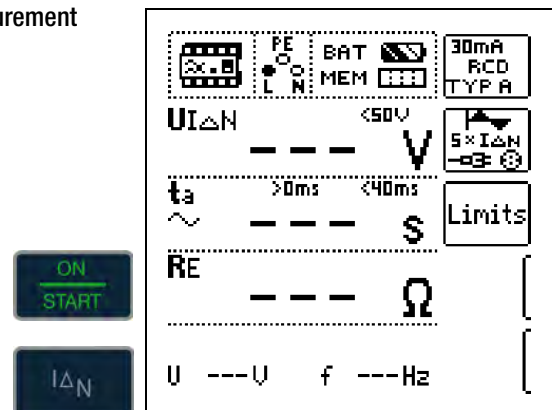 urement
PE
L N
BAT
MEM
30mA
RCD
TYP A
UI△N <50V
--- V
5×I△N
ta >0ms <40ms
~ --- s
Limits
RE
--- Ω
ON
START
I△N
U ---V f ---Hz